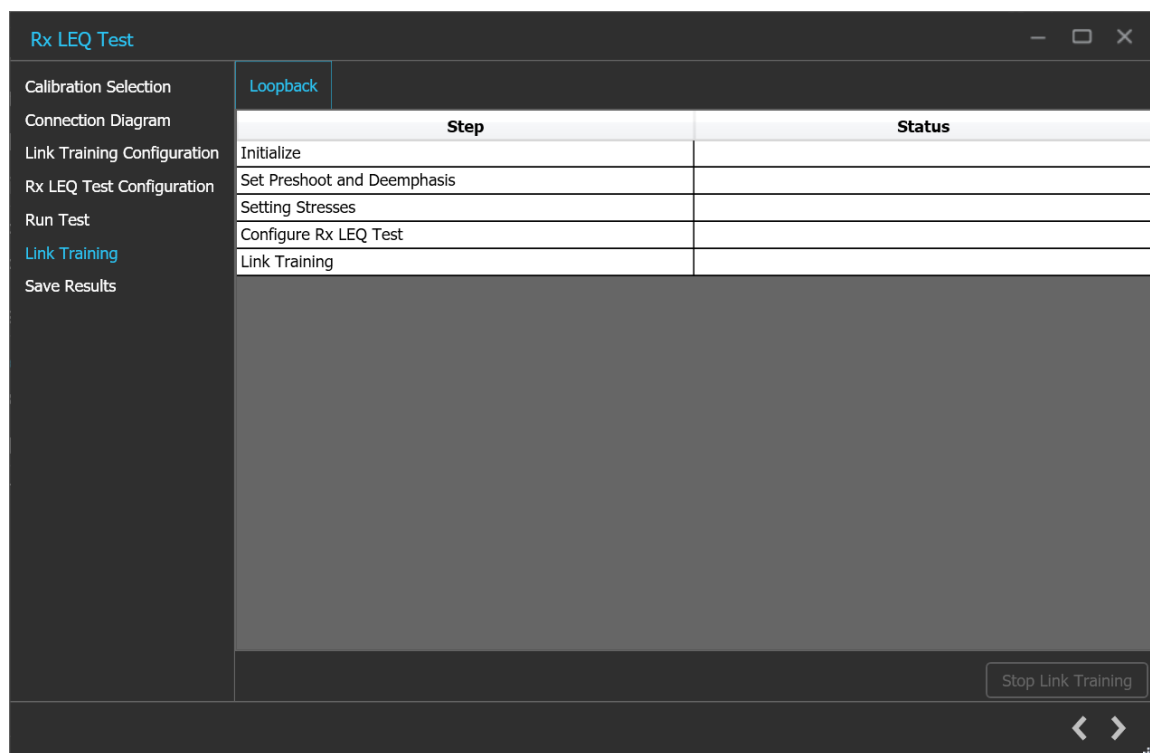 Rx LEQ Test
Calibration Selection
Connection Diagram
Link Training Configuration
Rx LEQ Test Configuration
Run Test
Link Training
Save Results
Loopback
Step Status
Initialize
Set Preshoot and Deemphasis
Setting Stresses
Configure Rx LEQ Test
Link Training
Stop Link Training